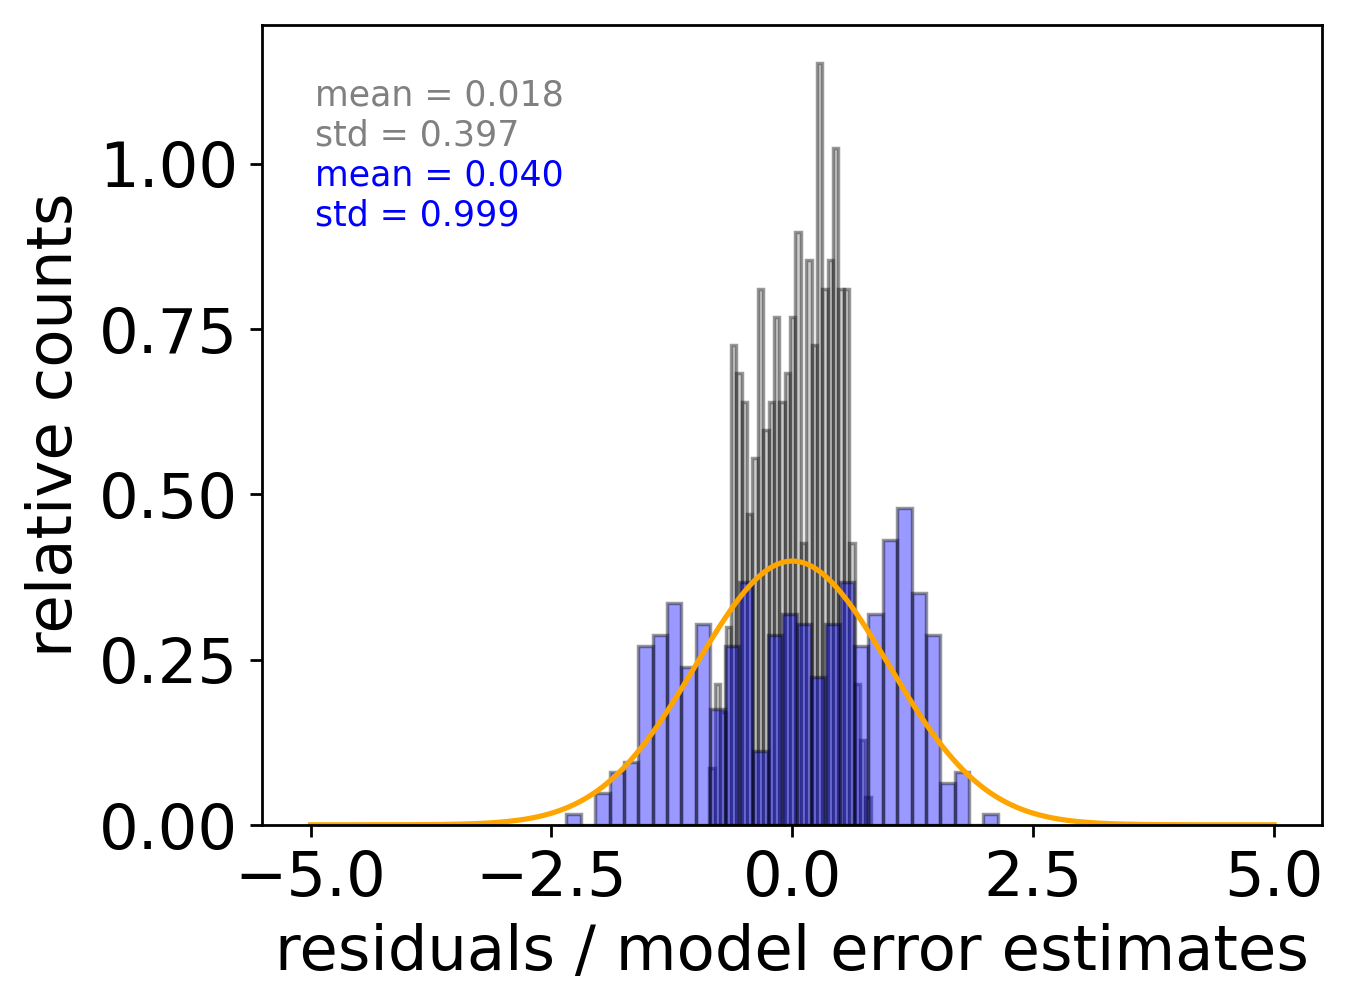 mean = 0.018
std = 0.397
mean = 0.040
std = 0.999
relative counts
1.00
0.75
0.50
0.25
0.00
−5.0 −2.5 0.0 2.5 5.0
residuals / model error estimates